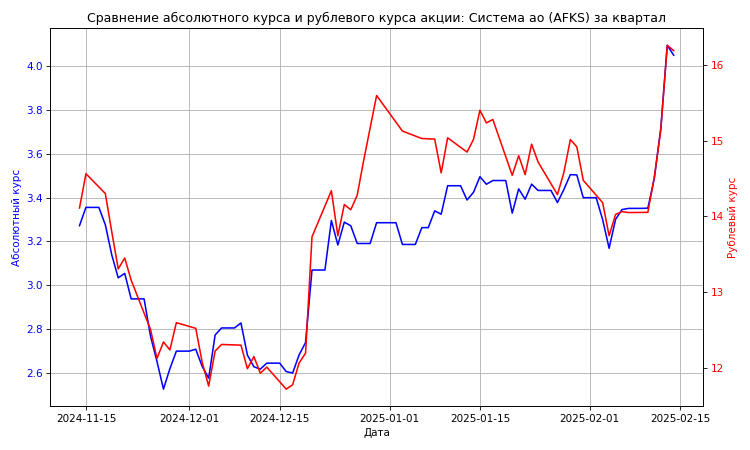 Сравнение абсолютного курса и рублевого курса акции: Система ао (AFKS) за квартал
Абсолютный курс
4.0
3.8
3.6
3.4
3.2
3.0
2.8
2.6
16
15
14
13
12
Рублевый курс
2024-11-15 2024-12-01 2024-12-15 2025-01-01 2025-01-15 2025-02-01 2025-02-15
Дата